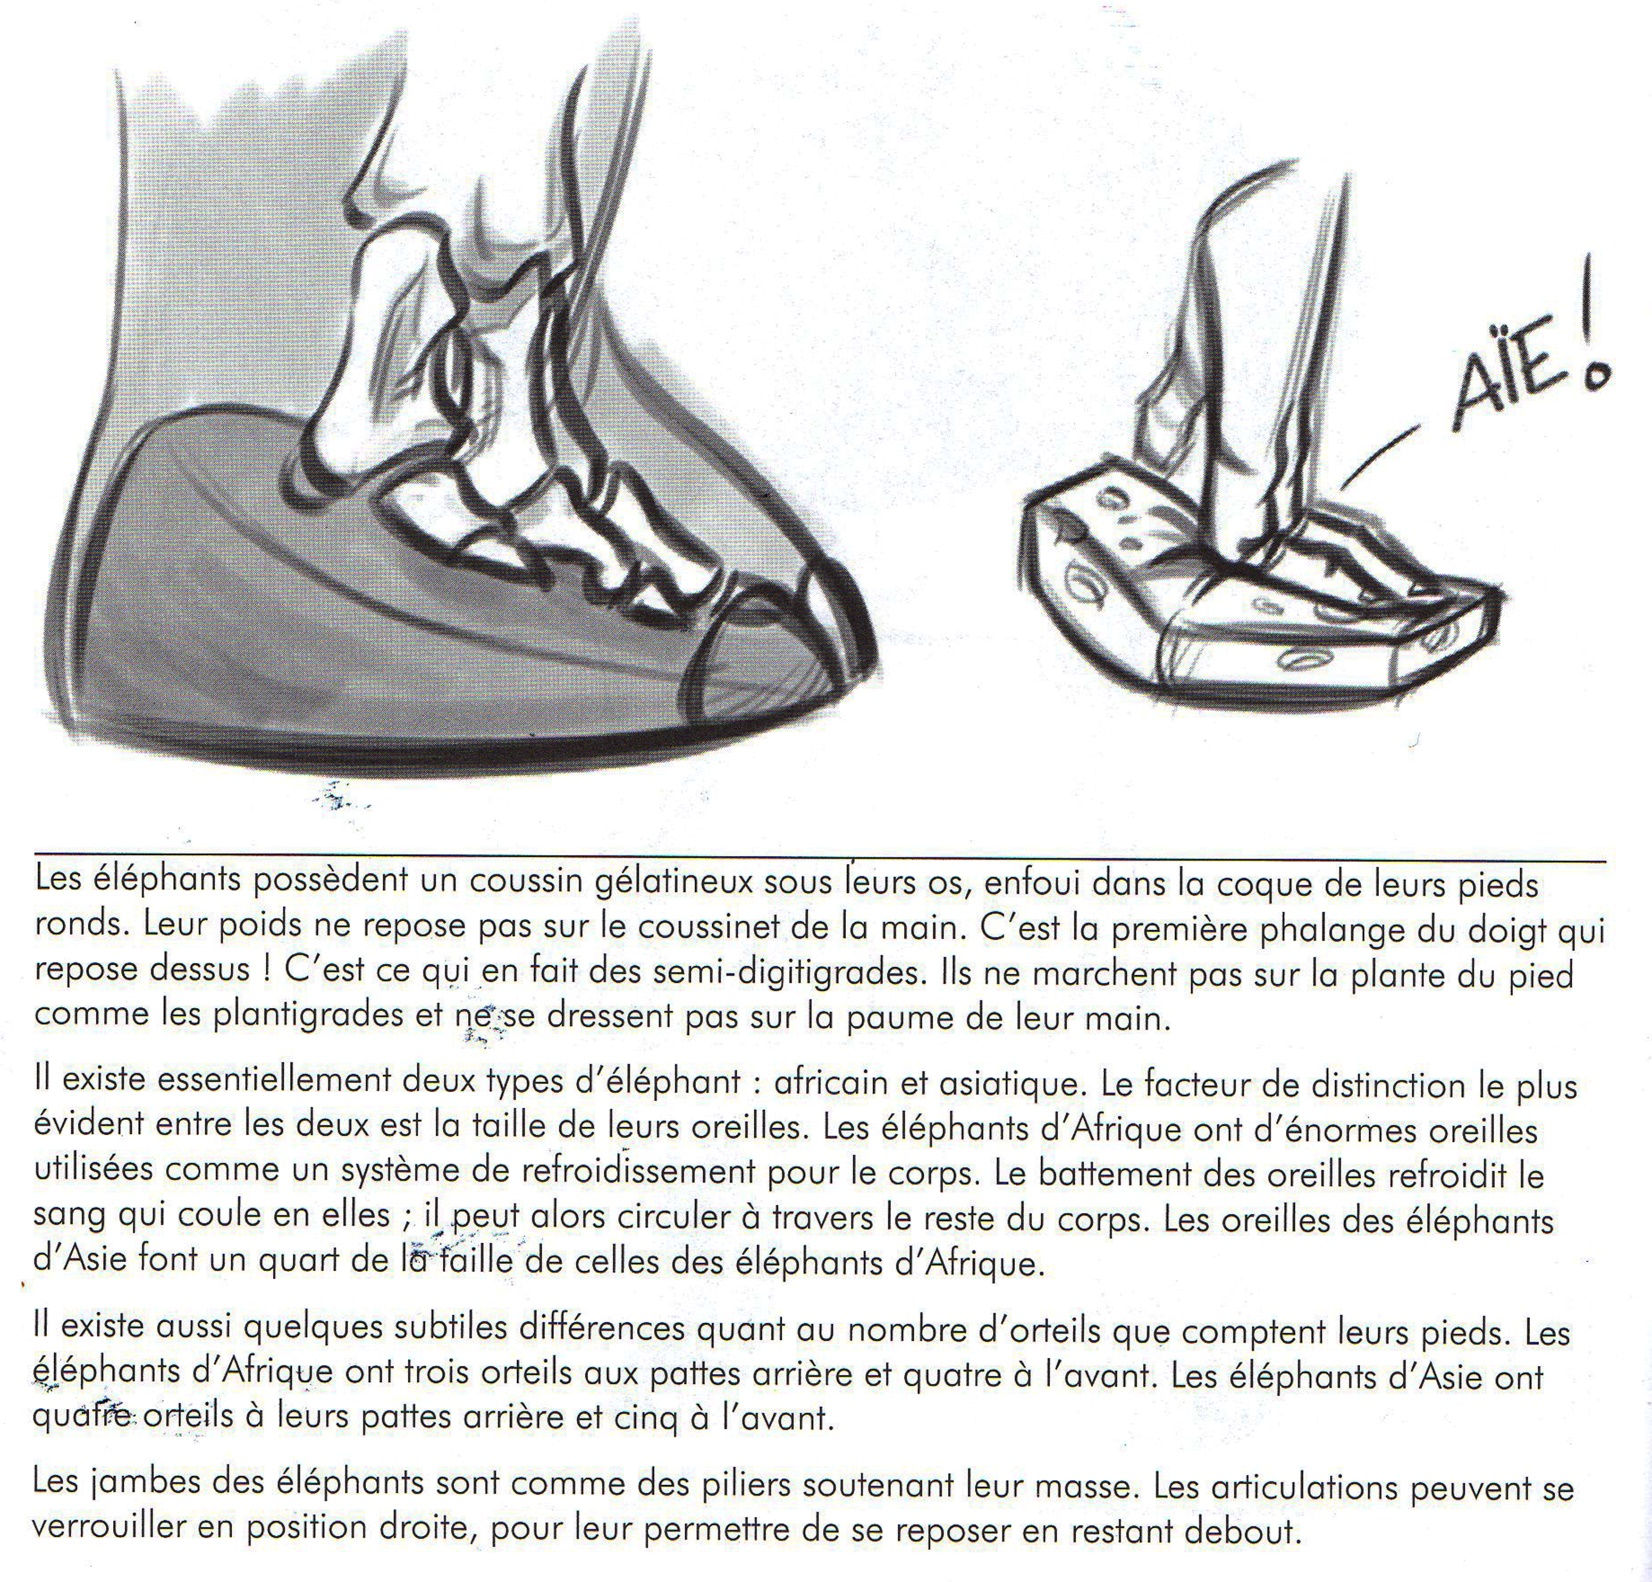 AÏE!
Les éléphants possèdent un coussin gélatineux sous leurs os, enfoui dans la coque de leurs pieds
ronds. Leur poids ne repose pas sur le coussinet de la main. C'est la première phalange du doigt qui
repose dessus ! C'est ce qui en fait des semi-digitigrades. Ils ne marchent pas sur la plante du pied
comme les plantigrades et ne se dressent pas sur la paume de leur main.
Il existe essentiellement deux types d'éléphant : africain et asiatique. Le facteur de distinction le plus
évident entre les deux est la taille de leurs oreilles. Les éléphants d'Afrique ont d'énormes oreilles
utilisées comme un système de refroidissement pour le corps. Le battement des oreilles refroidit le
sang qui coule en elles ; il peut alors circuler à travers le reste du corps. Les oreilles des éléphants
d'Asie font un quart de la taille de celles des éléphants d'Afrique.
Il existe aussi quelques subtiles différences quant au nombre d'orteils que comptent leurs pieds. Les
éléphants d'Afrique ont trois orteils aux pattes arrière et quatre à l'avant. Les éléphants d'Asie ont
quatre orteils à leurs pattes arrière et cinq à l'avant.
Les jambes des éléphants sont comme des piliers soutenant leur masse. Les articulations peuvent se
verrouiller en position droite, pour leur permettre de se reposer en restant debout.